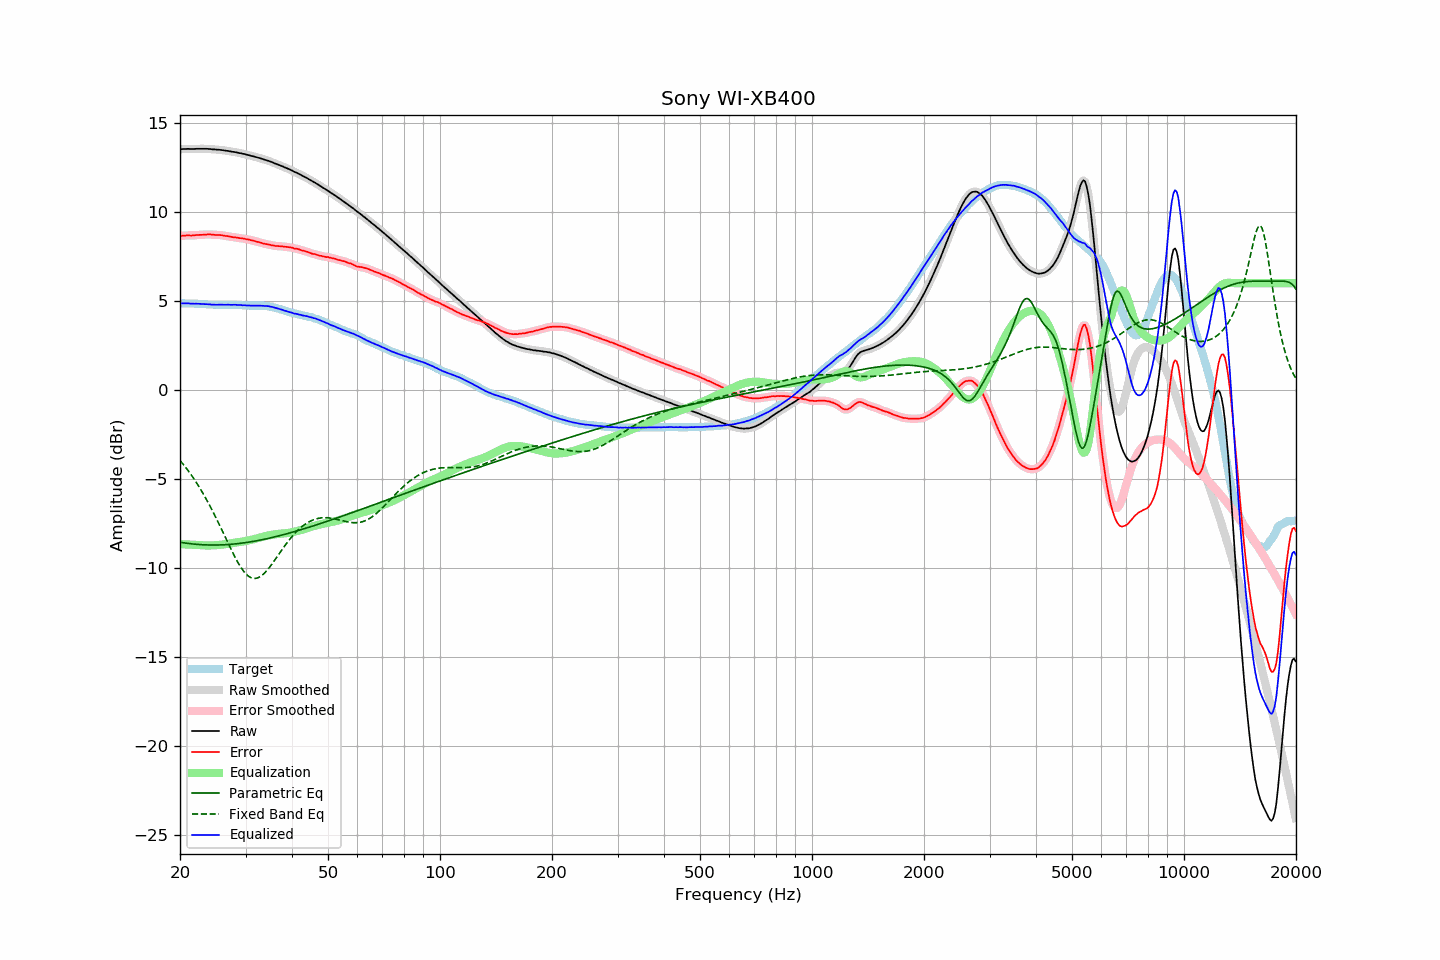 Sony WI-XB400
15
10
5
0
−5
−10
−15
−20
−25
Amplitude (dBr)
Target
Raw Smoothed
Error Smoothed
Raw
Error
Equalization
Parametric Eq
Fixed Band Eq
Equalized
20 50 100 200 500 1000 2000 5000 10000 20000
Frequency (Hz)